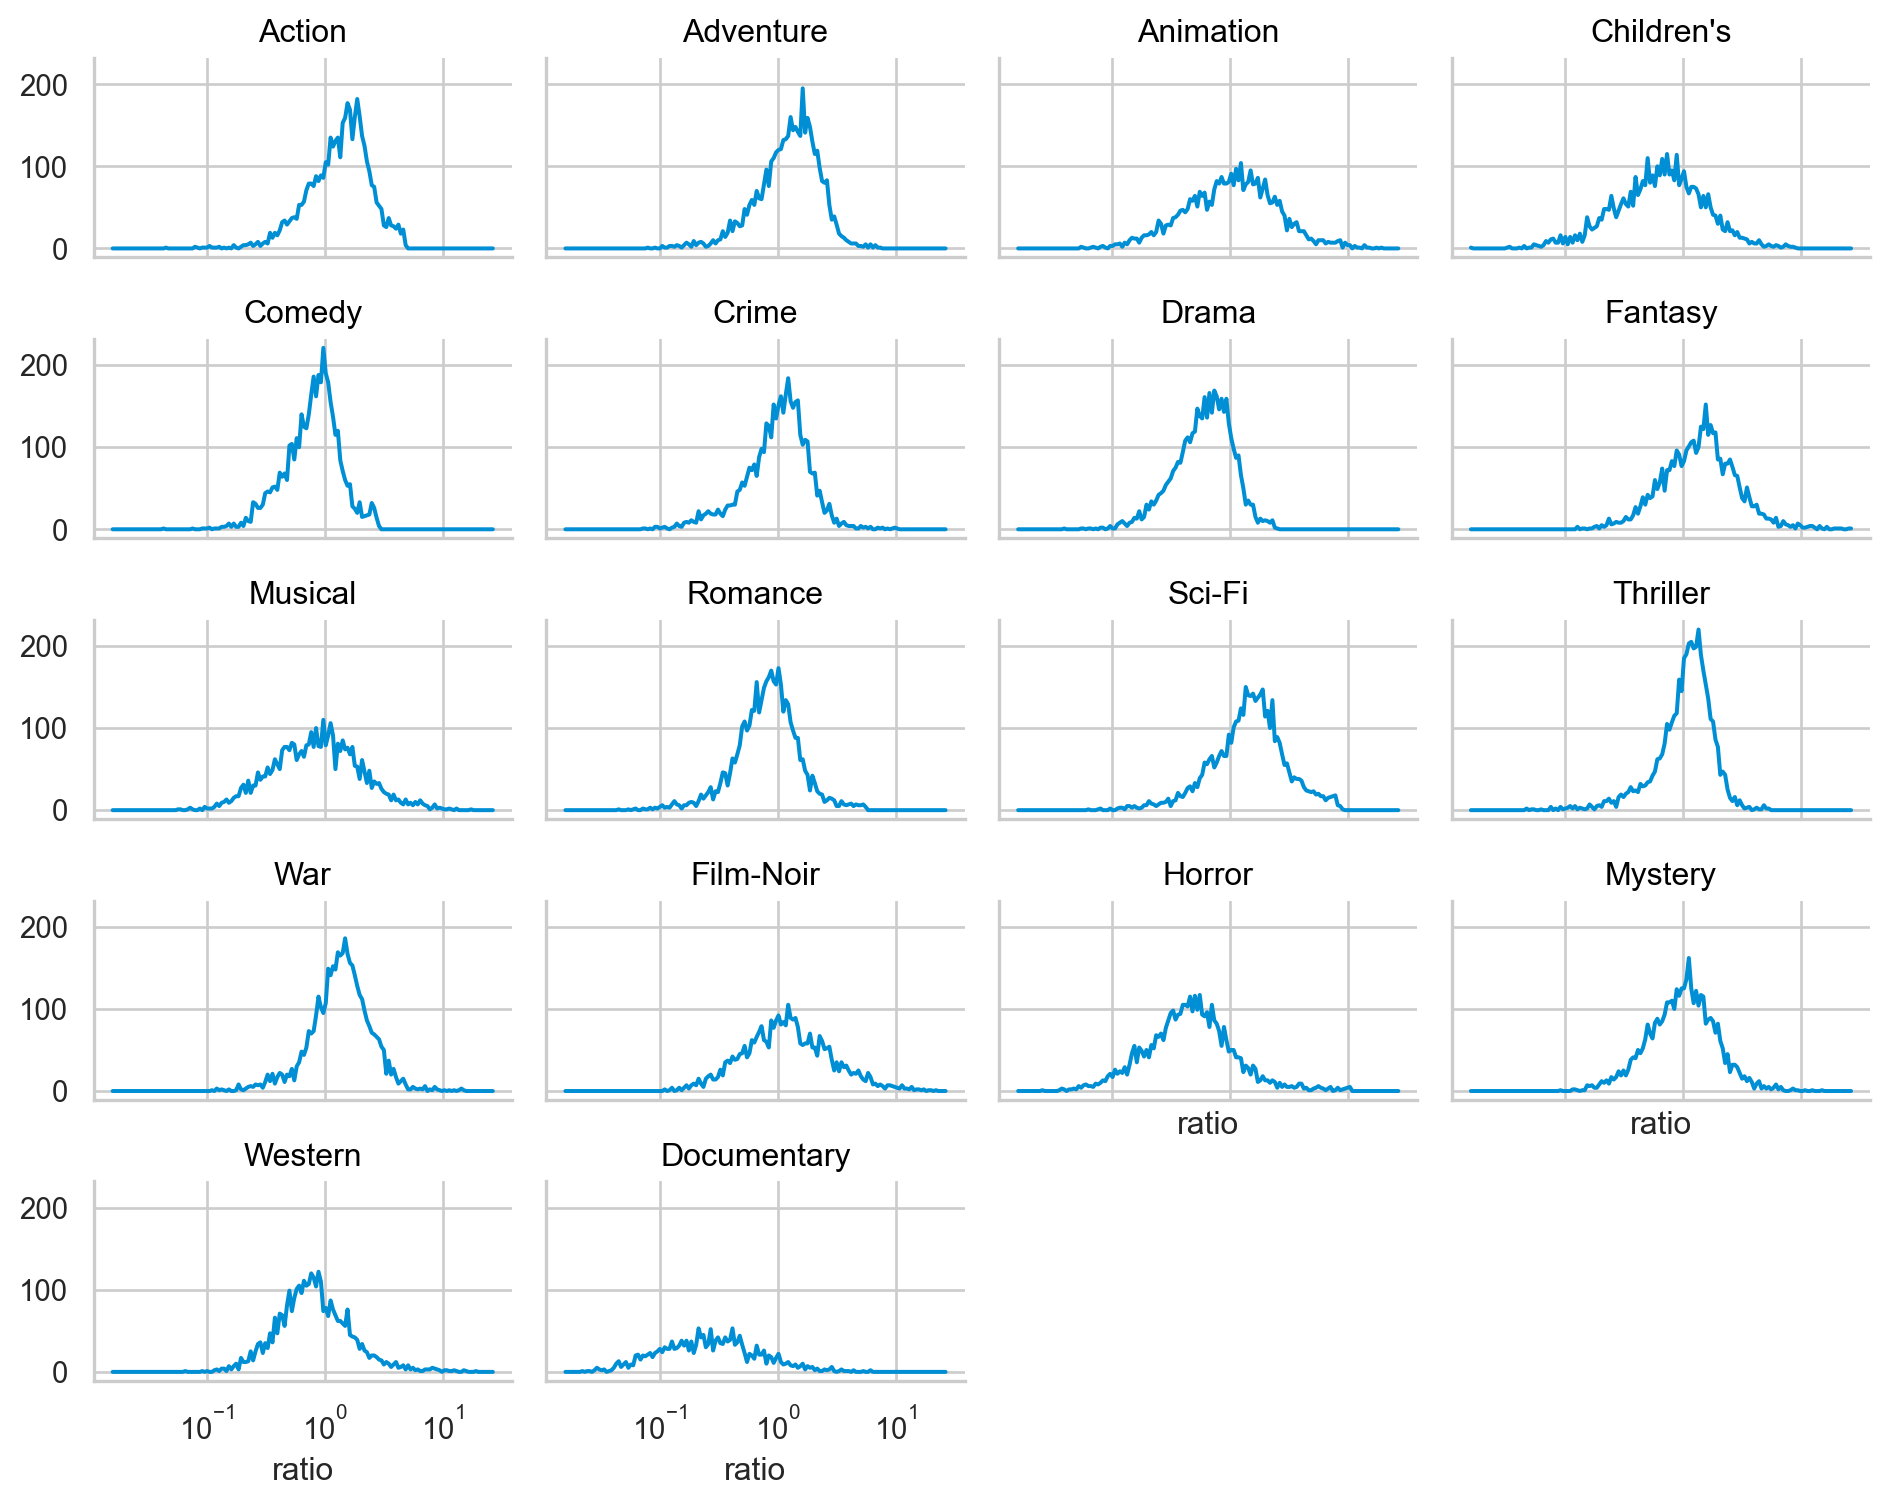 Action Adventure Animation Children's
200
100
0
Comedy Crime Drama Fantasy
200
100
0
Musical Romance Sci-Fi Thriller
200
100
0
War Film-Noir Horror Mystery
200
100
0
ratio ratio
Western Documentary
200
100
0
10⁻¹ 10⁰ 10¹ 10⁻¹ 10⁰ 10¹
ratio ratio